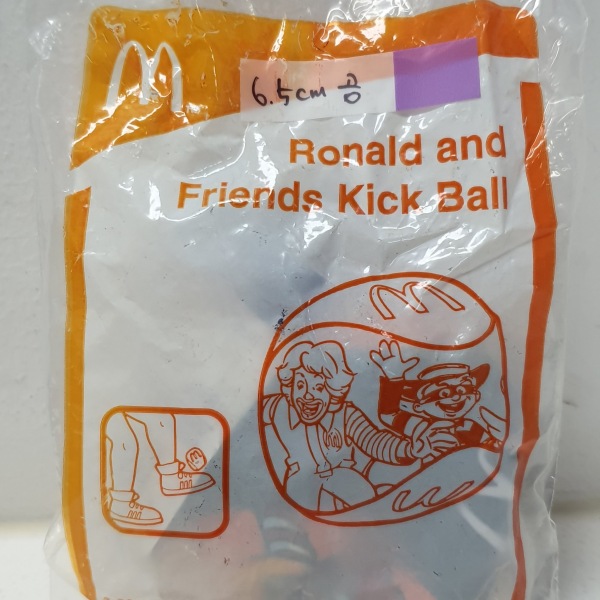 6.5cm 공
Ronald and
Friends Kick Ball